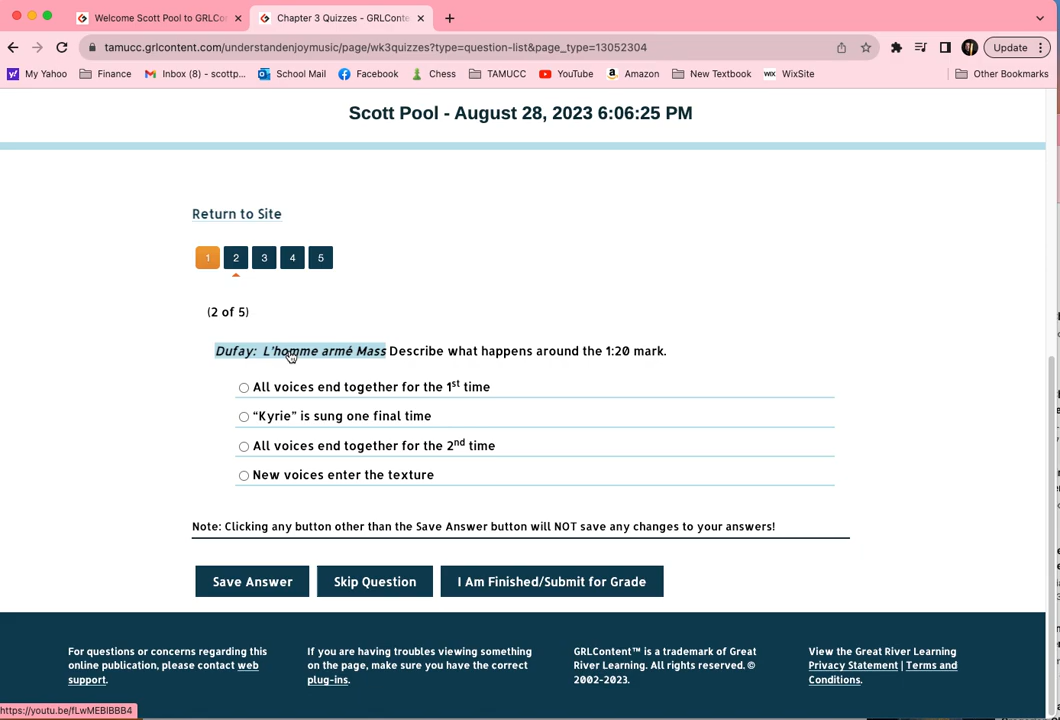 Welcome Scott Pool to GRLCon
Chapter 3 Quizzes - GRLConte
tamucc.grlcontent.com/understandenjoymusic/page/wk3quizzes?type=question-list&page_type=13052304
Update
My Yahoo
Finance
Inbox (8) - scottp...
School Mail
Facebook
Chess
TAMUCC
YouTube
Amazon
New Textbook
WixSite
Other Bookmarks
Scott Pool - August 28, 2023 6:06:25 PM
Return to Site
1 2 3 4 5
(2 of 5)
Dufay: L'homme armé Mass Describe what happens around the 1:20 mark.
All voices end together for the 1st time
“Kyrie” is sung one final time
All voices end together for the 2nd time
New voices enter the texture
Note: Clicking any button other than the Save Answer button will NOT save any changes to your answers!
Save Answer
Skip Question
I Am Finished/Submit for Grade
For questions or concerns regarding this
online publication, please contact web
support.
If you are having troubles viewing something
on the page, make sure you have the correct
plug-ins.
GRLContent™ is a trademark of Great
River Learning. All rights reserved. ©
2002-2023.
View the Great River Learning
Privacy Statement | Terms and
Conditions.
https://youtu.be/fLwMEBlBBB4